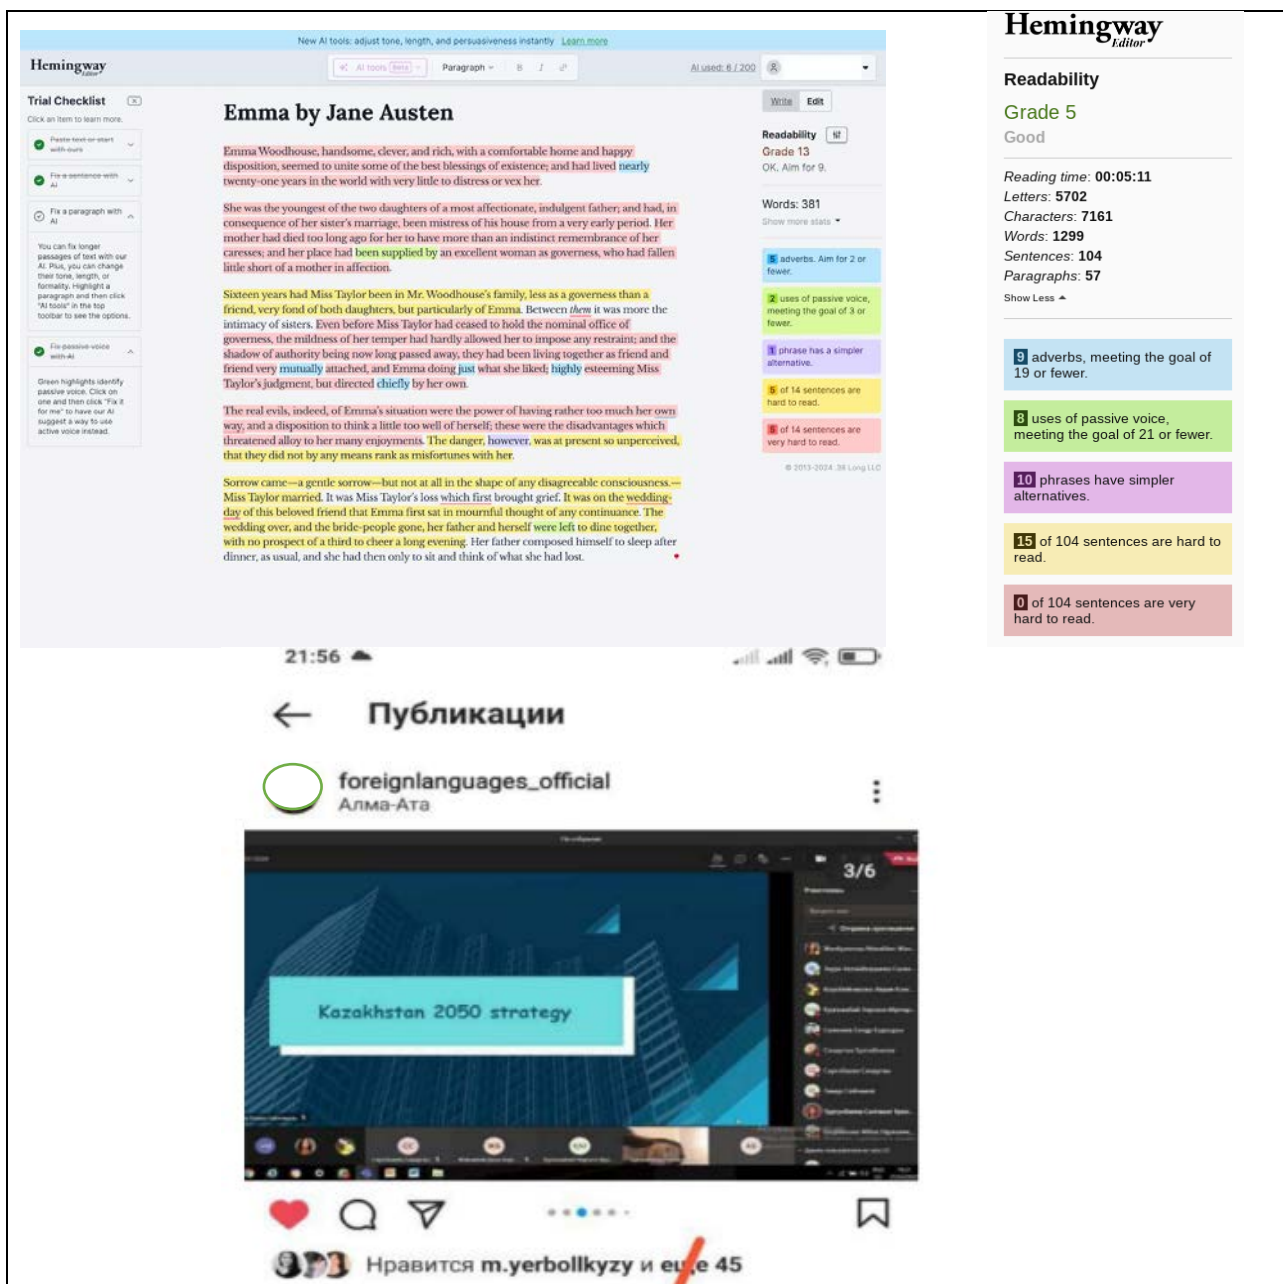 New AI tools: adjust tone, length, and persuasiveness instantly Learn more
Hemingway
Editor
AI tools Beta
Paragraph
B I
AI used: 6 / 200
Trial Checklist
Click an item to learn more.
Paste text or start
with ours
Fix a sentence with
AI
Fix a paragraph with
AI
You can fix longer
passages of text with our
AI. Plus, you can change
their tone, length, or
formality. Highlight a
paragraph and then click
"AI tools" in the top
toolbar to see the options.
Fix passive voice
with AI
Green highlights identify
passive voice. Click on
one and then click "Fix it
for me" to have our AI
suggest a way to use
active voice instead.
Emma by Jane Austen
Emma Woodhouse, handsome, clever, and rich, with a comfortable home and happy
disposition, seemed to unite some of the best blessings of existence; and had lived nearly
twenty-one years in the world with very little to distress or vex her.
She was the youngest of the two daughters of a most affectionate, indulgent father; and had, in
consequence of her sister's marriage, been mistress of his house from a very early period. Her
mother had died too long ago for her to have more than an indistinct remembrance of her
caresses; and her place had been supplied by an excellent woman as governess, who had fallen
little short of a mother in affection.
Sixteen years had Miss Taylor been in Mr. Woodhouse's family, less as a governess than a
friend, very fond of both daughters, but particularly of Emma. Between them it was more the
intimacy of sisters. Even before Miss Taylor had ceased to hold the nominal office of
governess, the mildness of her temper had hardly allowed her to impose any restraint; and the
shadow of authority being now long passed away, they had been living together as friend and
friend very mutually attached, and Emma doing just what she liked; highly esteeming Miss
Taylor's judgment, but directed chiefly by her own.
The real evils, indeed, of Emma's situation were the power of having rather too much her own
way, and a disposition to think a little too well of herself; these were the disadvantages which
threatened alloy to her many enjoyments. The danger, however, was at present so unperceived,
that they did not by any means rank as misfortunes with her.
Sorrow came—a gentle sorrow—but not at all in the shape of any disagreeable consciousness.—
Miss Taylor married. It was Miss Taylor's loss which first brought grief. It was on the wedding-
day of this beloved friend that Emma first sat in mournful thought of any continuance. The
wedding over, and the bride-people gone, her father and herself were left to dine together,
with no prospect of a third to cheer a long evening. Her father composed himself to sleep after
dinner, as usual, and she had then only to sit and think of what she had lost.
Write Edit
Readability
Grade 13
OK. Aim for 9.
Words: 381
Show more stats
5 adverbs. Aim for 2 or
fewer.
2 uses of passive voice,
meeting the goal of 3 or
fewer.
1 phrase has a simpler
alternative.
5 of 14 sentences are
hard to read.
6 of 14 sentences are
very hard to read.
© 2013-2024 .38 Long LLC
Hemingway
Editor
Readability
Grade 5
Good
Reading time: 00:05:11
Letters: 5702
Characters: 7161
Words: 1299
Sentences: 104
Paragraphs: 57
Show Less
9 adverbs, meeting the goal of
19 or fewer.
8 uses of passive voice,
meeting the goal of 21 or fewer.
10 phrases have simpler
alternatives.
15 of 104 sentences are hard to
read.
0 of 104 sentences are very
hard to read.
21:56
Публикации
foreignlanguages_official
Алма-Ата
3/6
Kazakhstan 2050 strategy
Нравится m.yerbollkyzy и еще 45